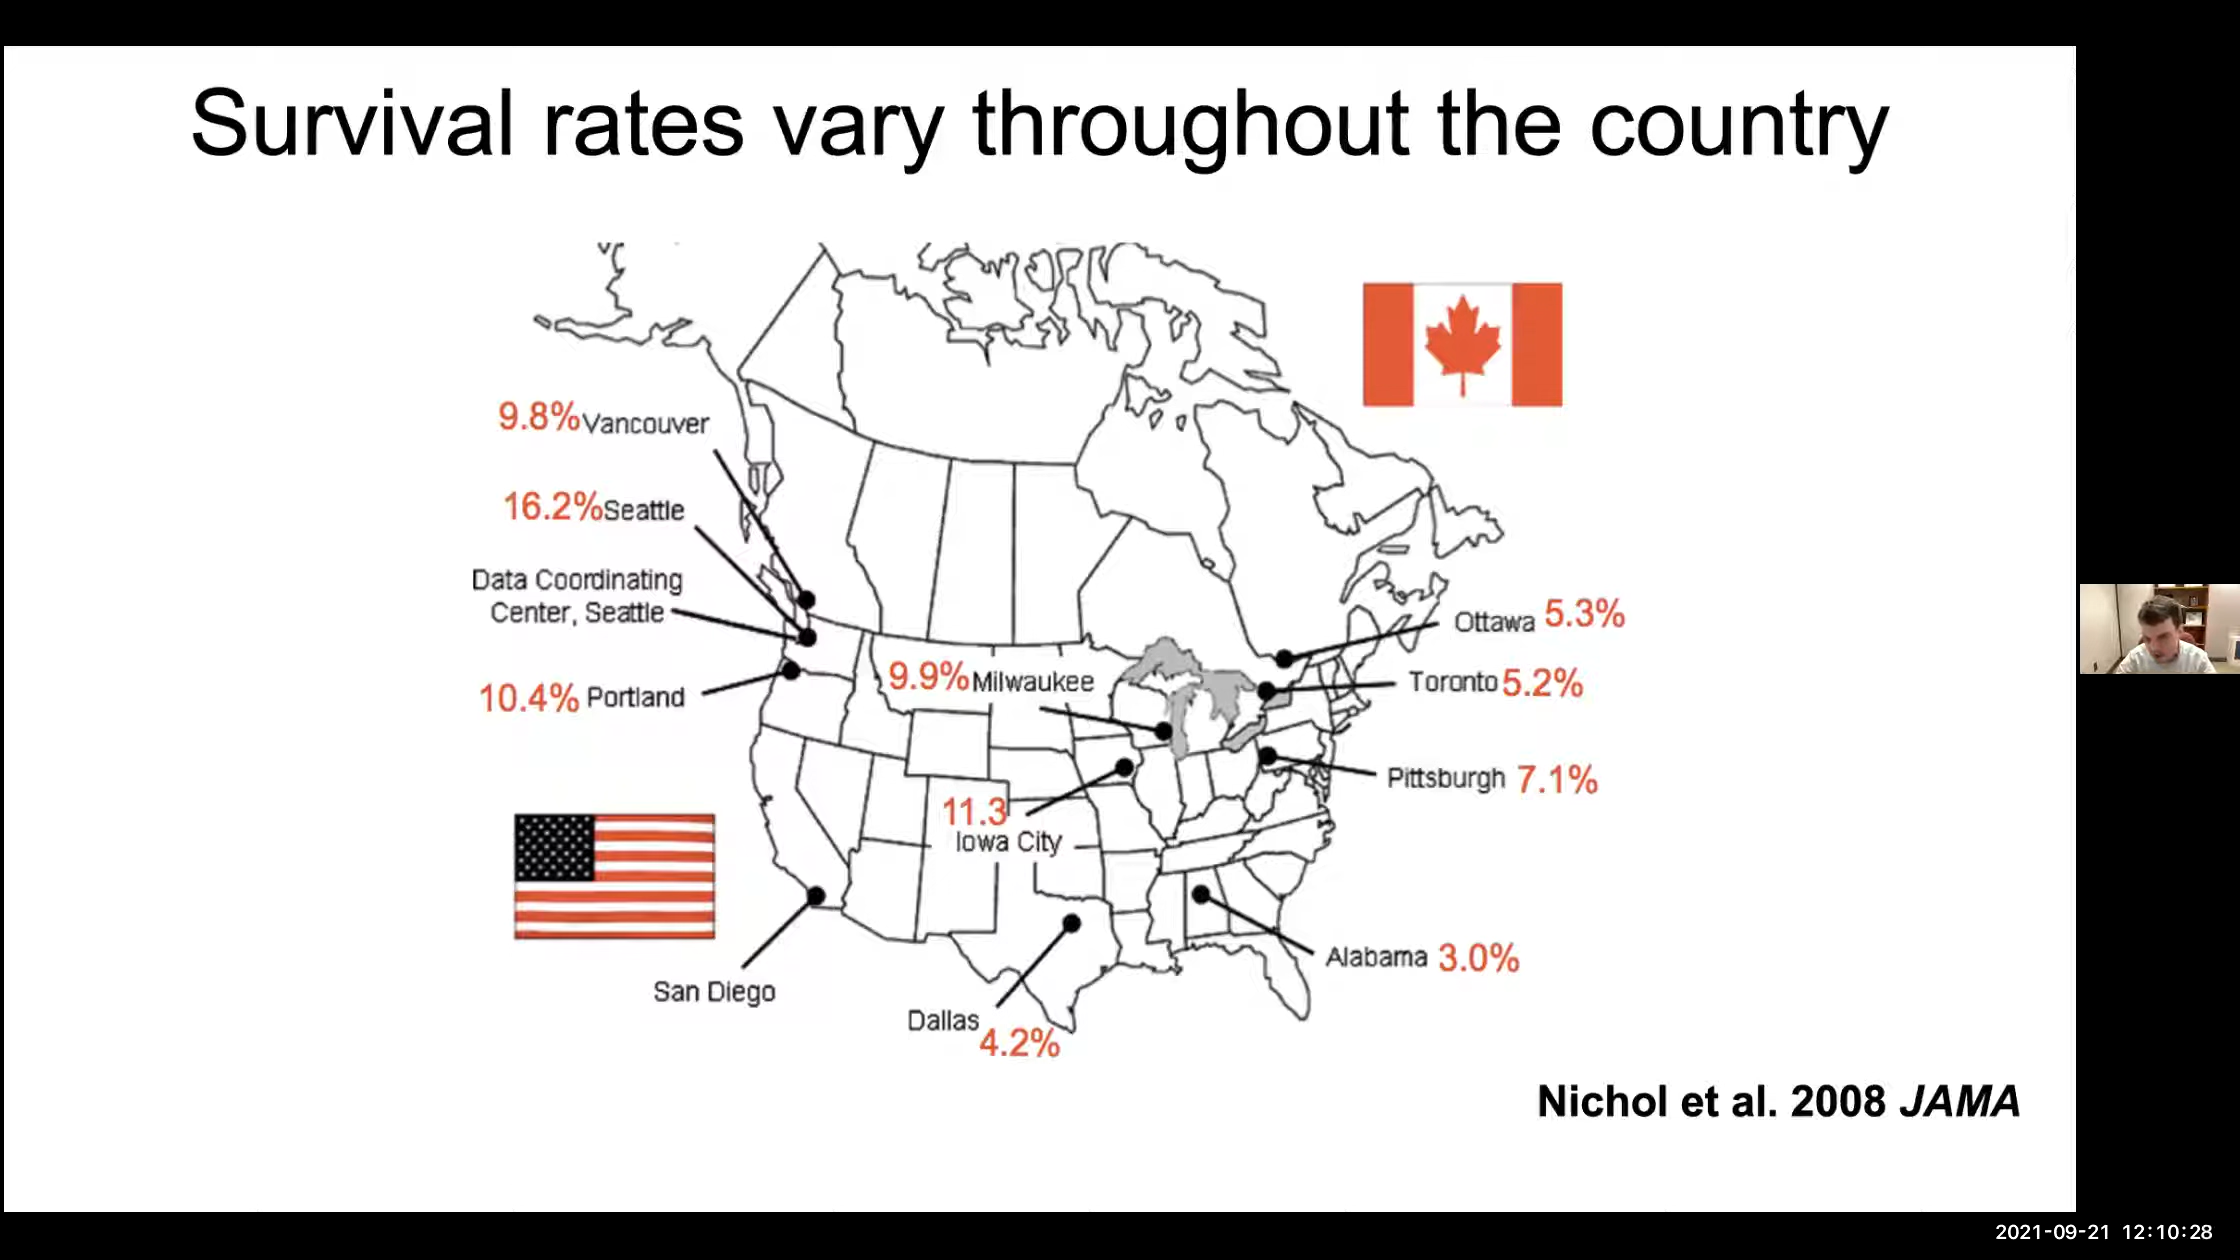 Survival rates vary throughout the country
9.8% Vancouver
16.2% Seattle
Data Coordinating
Center, Seattle
10.4% Portland
9.9% Milwaukee
11.3
Iowa City
San Diego
Dallas
4.2%
Ottawa 5.3%
Toronto 5.2%
Pittsburgh 7.1%
Alabama 3.0%
Nichol et al. 2008 JAMA
2021-09-21 12:10:28